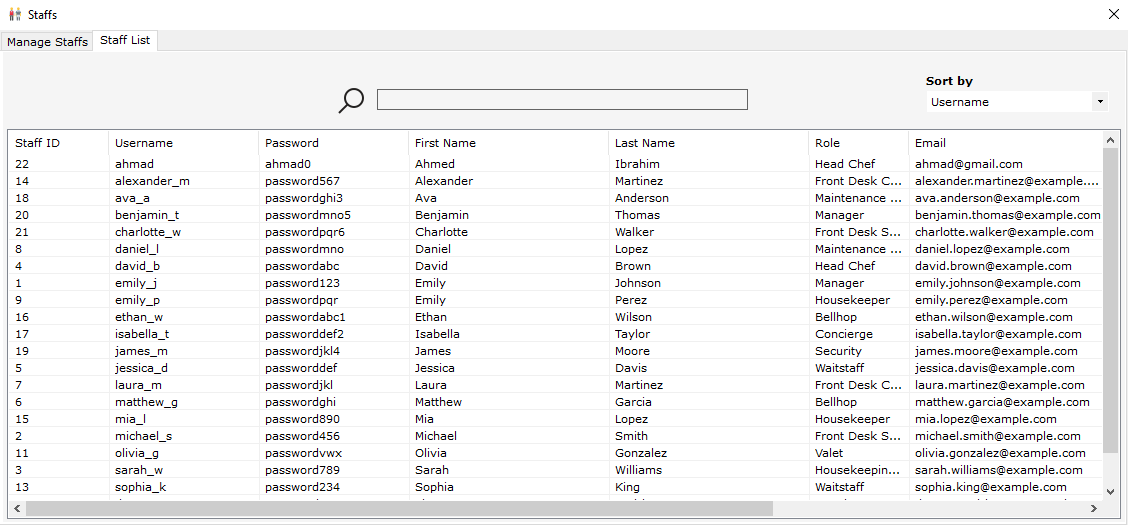 Staffs
Manage Staffs Staff List
Sort by
Username
Staff ID Username Password First Name Last Name Role Email
22 ahmad ahmad0 Ahmed Ibrahim Head Chef ahmad@gmail.com
14 alexander_m password567 Alexander Martinez Front Desk C... alexander.martinez@example....
18 ava_a passwordghi3 Ava Anderson Maintenance ... ava.anderson@example.com
20 benjamin_t passwordmno5 Benjamin Thomas Manager benjamin.thomas@example.com
21 charlotte_w passwordpqr6 Charlotte Walker Front Desk S... charlotte.walker@example.com
8 daniel_l passwordmno Daniel Lopez Maintenance ... daniel.lopez@example.com
4 david_b passwordabc David Brown Head Chef david.brown@example.com
1 emily_j password123 Emily Johnson Manager emily.johnson@example.com
9 emily_p passwordpqr Emily Perez Housekeeper emily.perez@example.com
16 ethan_w passwordabc1 Ethan Wilson Bellhop ethan.wilson@example.com
17 isabella_t passworddef2 Isabella Taylor Concierge isabella.taylor@example.com
19 james_m passwordjkl4 James Moore Security james.moore@example.com
5 jessica_d passworddef Jessica Davis Waitstaff jessica.davis@example.com
7 laura_m passwordjkl Laura Martinez Front Desk C... laura.martinez@example.com
6 matthew_g passwordghi Matthew Garcia Bellhop matthew.garcia@example.com
15 mia_l password890 Mia Lopez Housekeeper mia.lopez@example.com
2 michael_s password456 Michael Smith Front Desk S... michael.smith@example.com
11 olivia_g passwordvwx Olivia Gonzalez Valet olivia.gonzalez@example.com
3 sarah_w password789 Sarah Williams Housekeepin... sarah.williams@example.com
13 sophia_k password234 Sophia King Waitstaff sophia.king@example.com